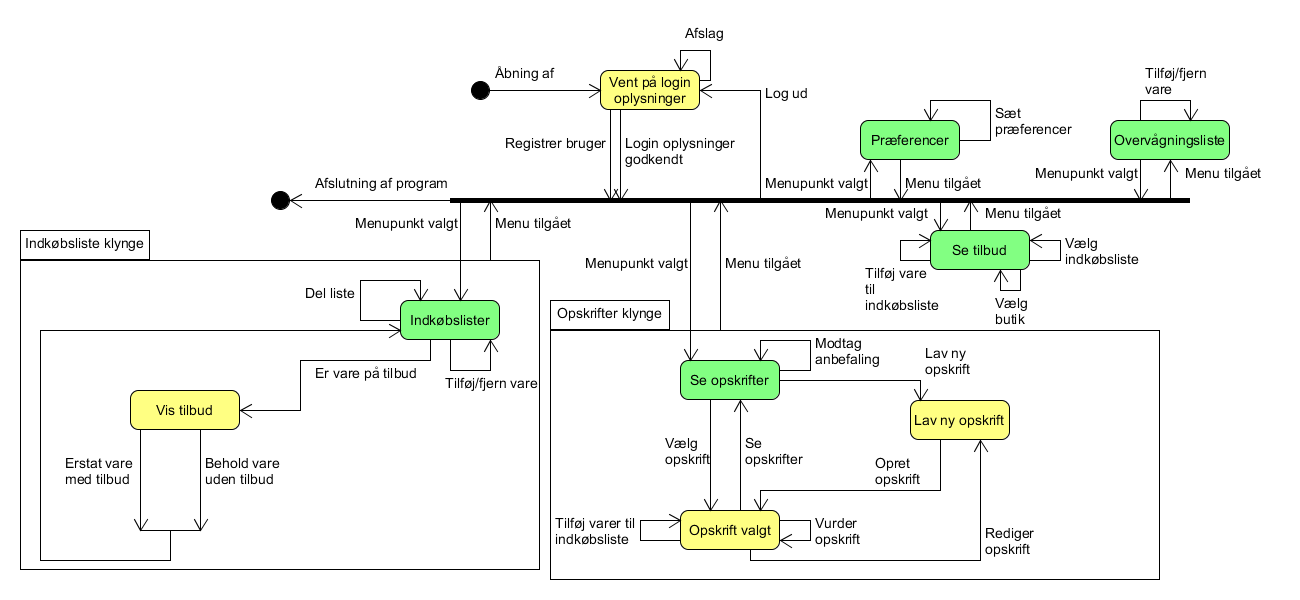 Afslag
Åbning af
Vent på login
oplysninger
Log ud
Tilføj/fjern
vare
Sæt
præferencer
Præferencer
Overvågningsliste
Registrer bruger
Login oplysninger
godkendt
Afslutning af program
Menupunkt valgt
Menu tilgået
Menupunkt valgt
Menu tilgået
Menupunkt valgt
Menu tilgået
Menupunkt valgt
Menu tilgået
Indkøbsliste klynge
Se tilbud
Vælg
indkøbsliste
Tilføj vare
til
indkøbsliste
Vælg
butik
Menupunkt valgt
Menu tilgået
Del liste
Indkøbslister
Er vare på tilbud
Tilføj/fjern vare
Vis tilbud
Erstat vare
med tilbud
Behold vare
uden tilbud
Opskrifter klynge
Modtag
anbefaling
Se opskrifter
Lav ny
opskrift
Lav ny opskrift
Vælg
opskrift
Se
opskrifter
Opret
opskrift
Tilføj varer til
indkøbsliste
Opskrift valgt
Vurder
opskrift
Rediger
opskrift